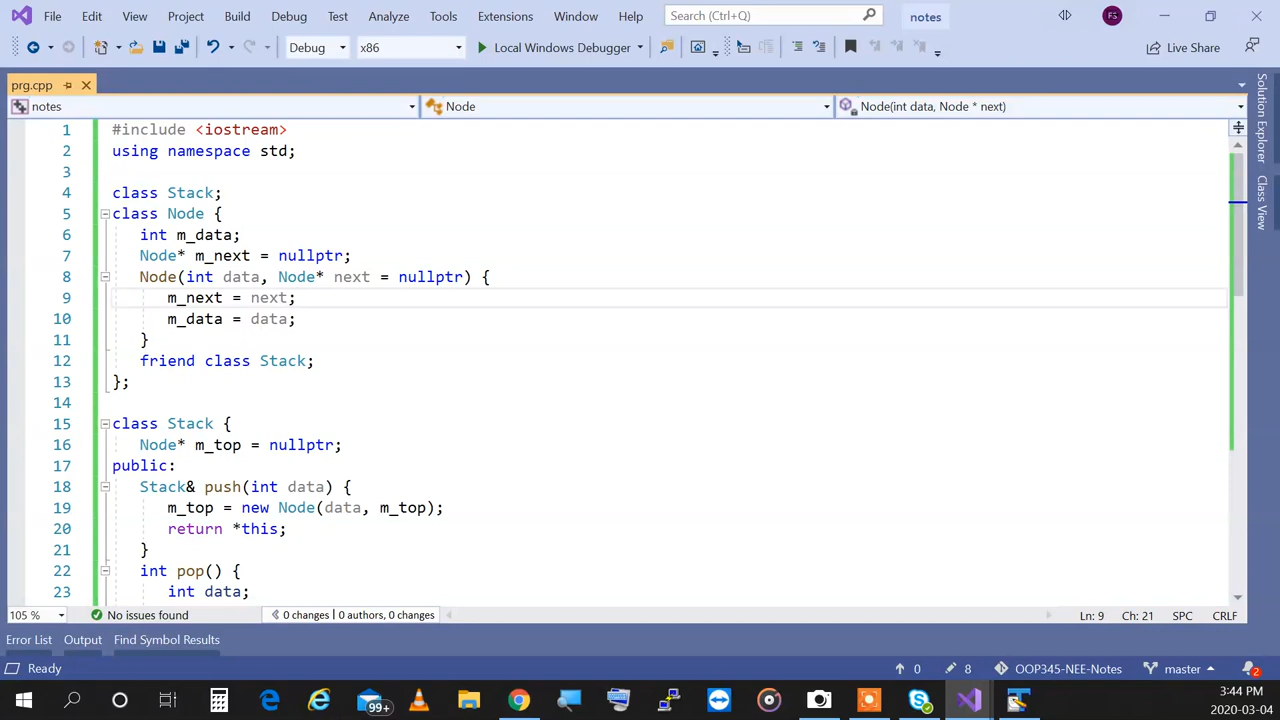 File Edit View Project Build Debug Test Analyze Tools Extensions Window Help Search (Ctrl+Q) notes FS
Debug x86 Local Windows Debugger Live Share
prg.cpp
notes Node Node(int data, Node * next)
1 #include <iostream>
2 using namespace std;
3
4 class Stack;
5 class Node {
6 int m_data;
7 Node* m_next = nullptr;
8 Node(int data, Node* next = nullptr) {
9 m_next = next;
10 m_data = data;
11 }
12 friend class Stack;
13 };
14
15 class Stack {
16 Node* m_top = nullptr;
17 public:
18 Stack& push(int data) {
19 m_top = new Node(data, m_top);
20 return *this;
21 }
22 int pop() {
23 int data;
Solution Explorer
Class View
105 % No issues found 0 changes | 0 authors, 0 changes Ln: 9 Ch: 21 SPC CRLF
Error List Output Find Symbol Results
Ready 0 8 OOP345-NEE-Notes master 2
99+ 3:44 PM
2020-03-04